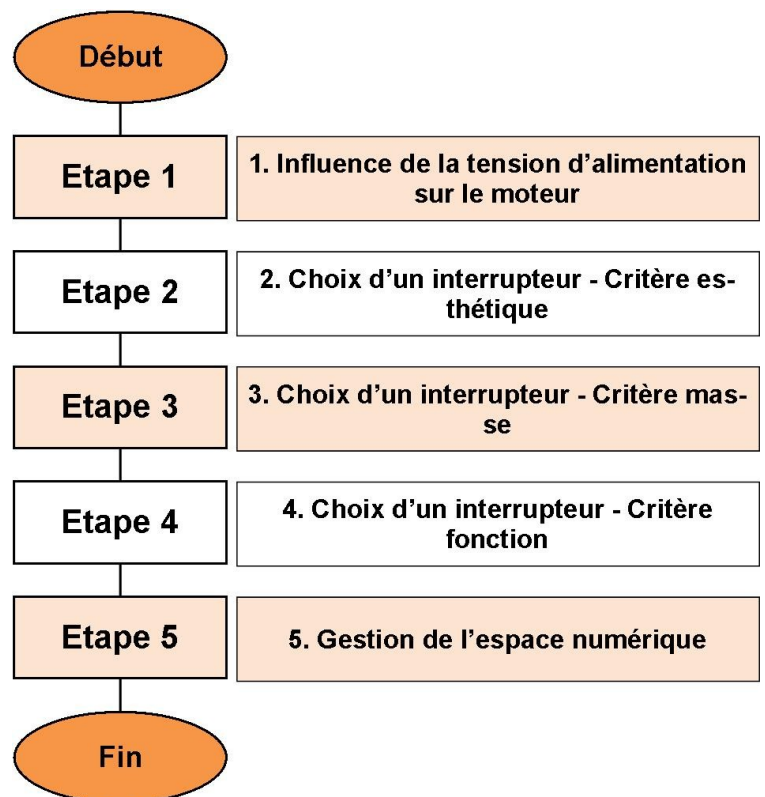 Début
Etape 1
1. Influence de la tension d'alimentation
sur le moteur
Etape 2
2. Choix d'un interrupteur - Critère es-
thétique
Etape 3
3. Choix d'un interrupteur - Critère mas-
se
Etape 4
4. Choix d'un interrupteur - Critère
fonction
Etape 5
5. Gestion de l'espace numérique
Fin